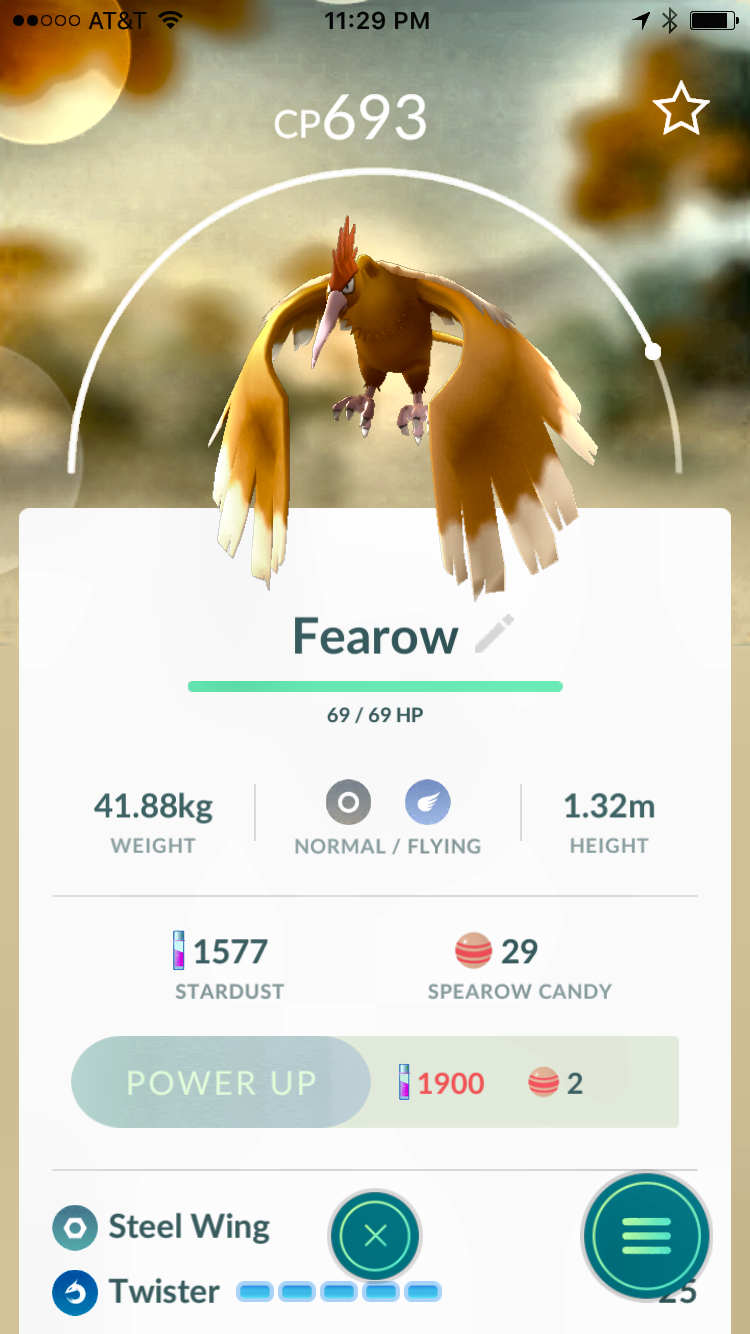 AT&T 11:29 PM
CP693
Fearow
69 / 69 HP
41.88kg 1.32m
WEIGHT NORMAL / FLYING HEIGHT
1577 29
STARDUST SPEAROW CANDY
POWER UP 1900 2
Steel Wing
Twister 25